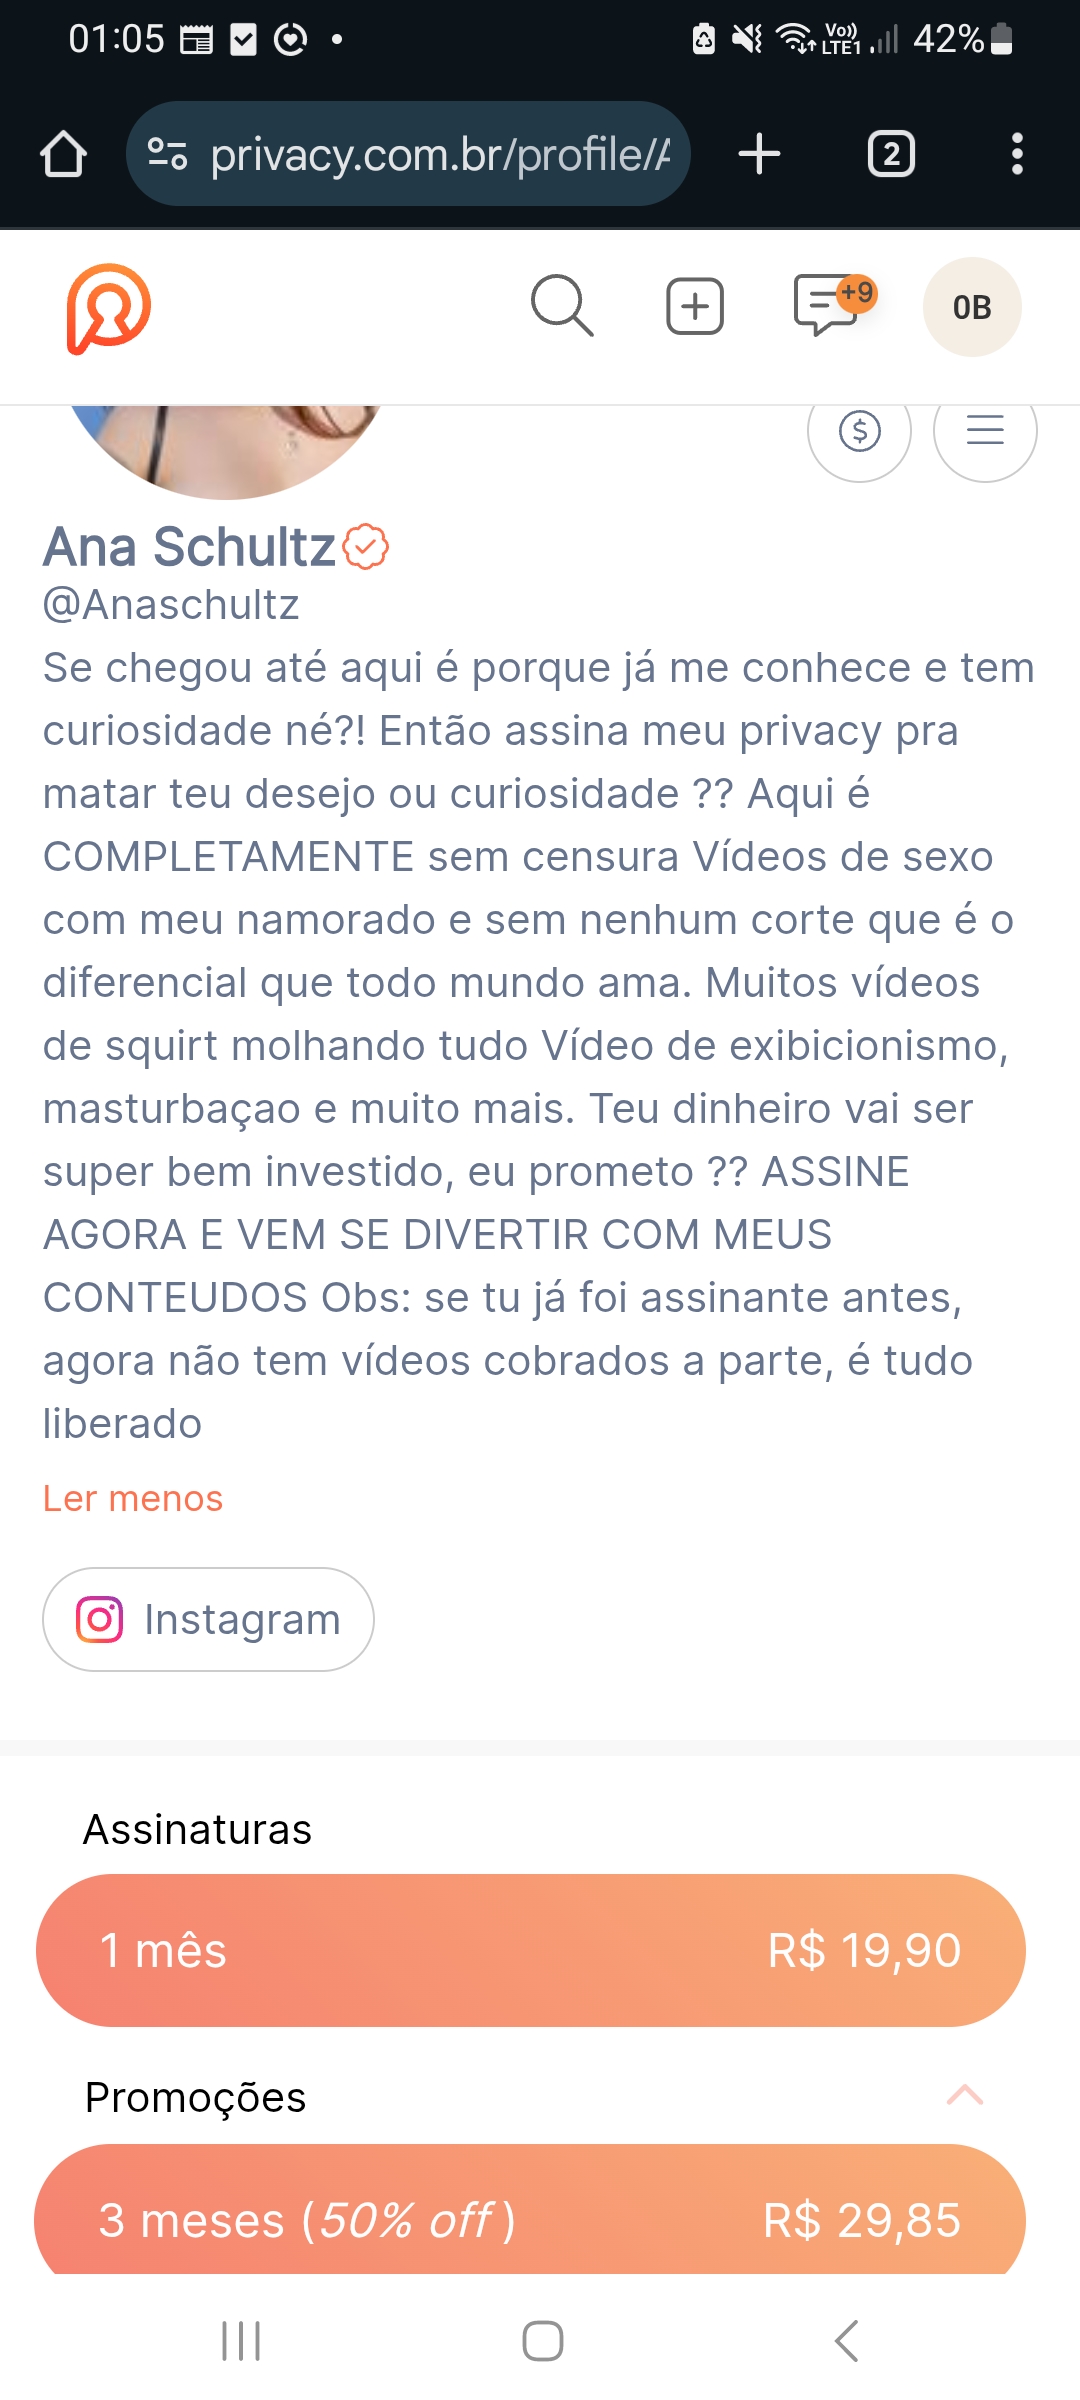 01:05
Vo)) LTE1
42%
privacy.com.br/profile/
2
+9
0B
Ana Schultz
@Anaschultz
Se chegou até aqui é porque já me conhece e tem
curiosidade né?! Então assina meu privacy pra
matar teu desejo ou curiosidade ?? Aqui é
COMPLETAMENTE sem censura Vídeos de sexo
com meu namorado e sem nenhum corte que é o
diferencial que todo mundo ama. Muitos vídeos
de squirt molhando tudo Vídeo de exibicionismo,
masturbaçao e muito mais. Teu dinheiro vai ser
super bem investido, eu prometo ?? ASSINE
AGORA E VEM SE DIVERTIR COM MEUS
CONTEUDOS Obs: se tu já foi assinante antes,
agora não tem vídeos cobrados a parte, é tudo
liberado
Ler menos
Instagram
Assinaturas
1 mês R$ 19,90
Promoções
3 meses (50% off) R$ 29,85